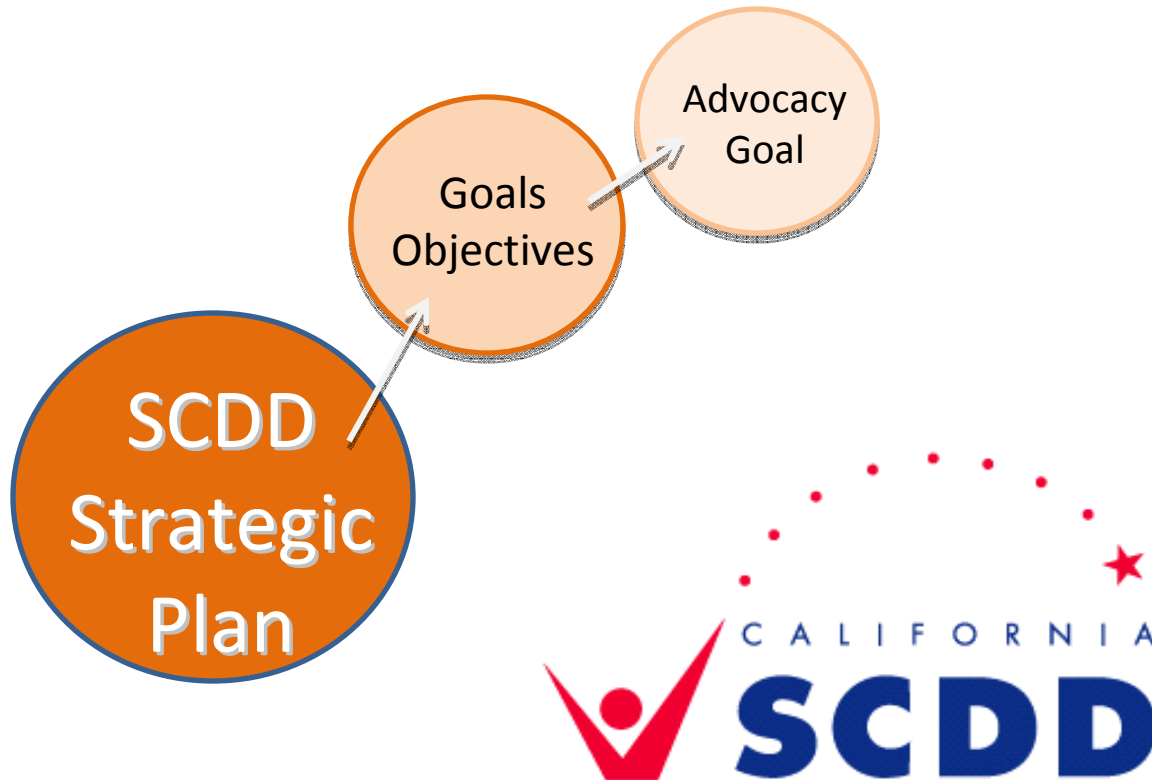 Advocacy
Goal
Goals
Objectives
SCDD
Strategic
Plan
CALIFORNIA
SCDD